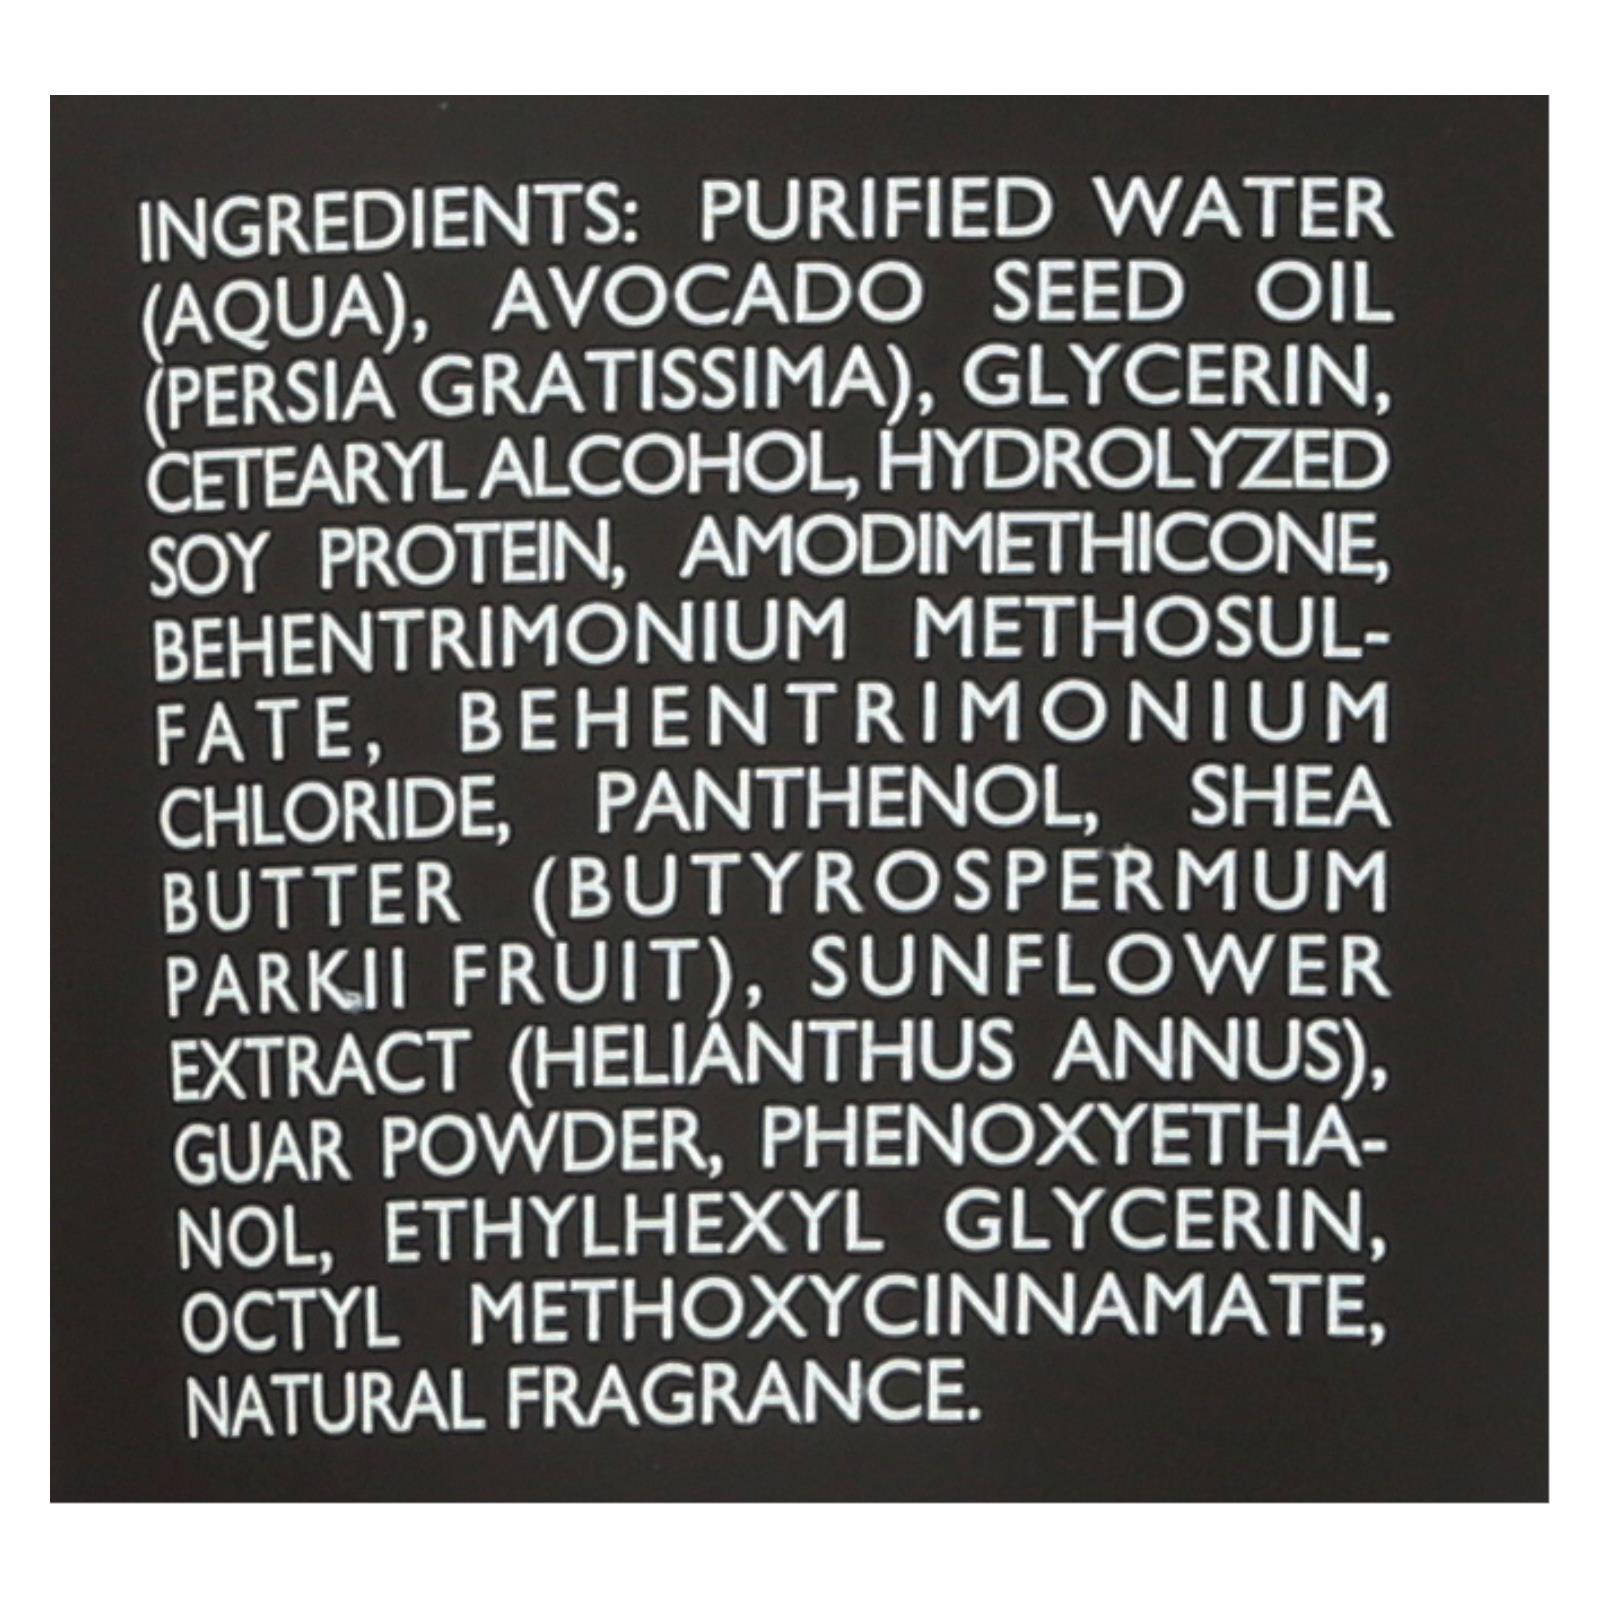 INGREDIENTS: PURIFIED WATER
(AQUA), AVOCADO SEED OIL
(PERSIA GRATISSIMA), GLYCERIN,
CETEARYL ALCOHOL, HYDROLYZED
SOY PROTEIN, AMODIMETHICONE,
BEHENTRIMONIUM METHOSUL-
FATE, BEHENTRIMONIUM
CHLORIDE, PANTHENOL, SHEA
BUTTER (BUTYROSPERMUM
PARKII FRUIT), SUNFLOWER
EXTRACT (HELIANTHUS ANNUS),
GUAR POWDER, PHENOXYETHA-
NOL, ETHYLHEXYL GLYCERIN,
OCTYL METHOXYCINNAMATE,
NATURAL FRAGRANCE.